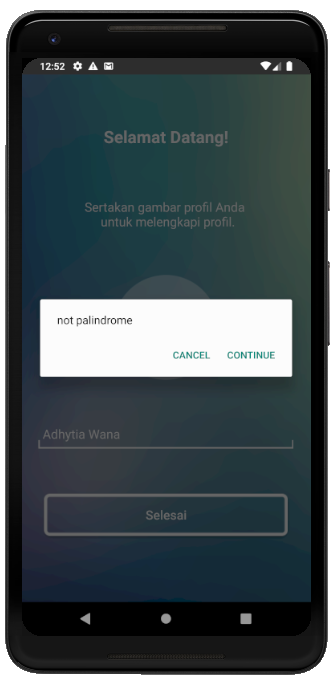 12:52
Selamat Datang!
Sertakan gambar profil Anda
untuk melengkapi profil.
not palindrome
CANCEL CONTINUE
Adhytia Wana
Selesai